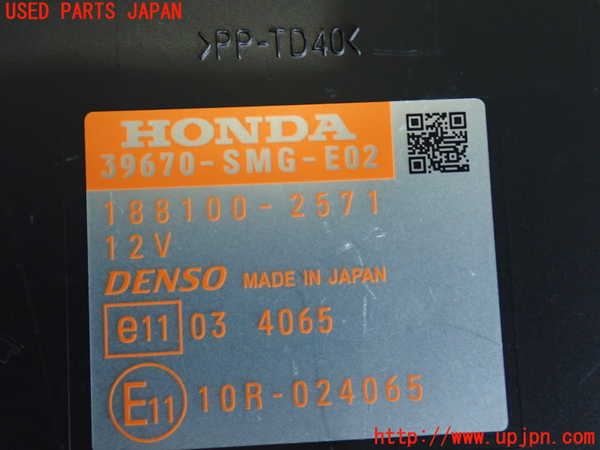 USED PARTS JAPAN
>PP-TD40<
HONDA
39670-SMG-E02
188100-2571
12V
DENSO MADE IN JAPAN
e11 03 4065
E11 10R-024065
http://www.upjpn.com/